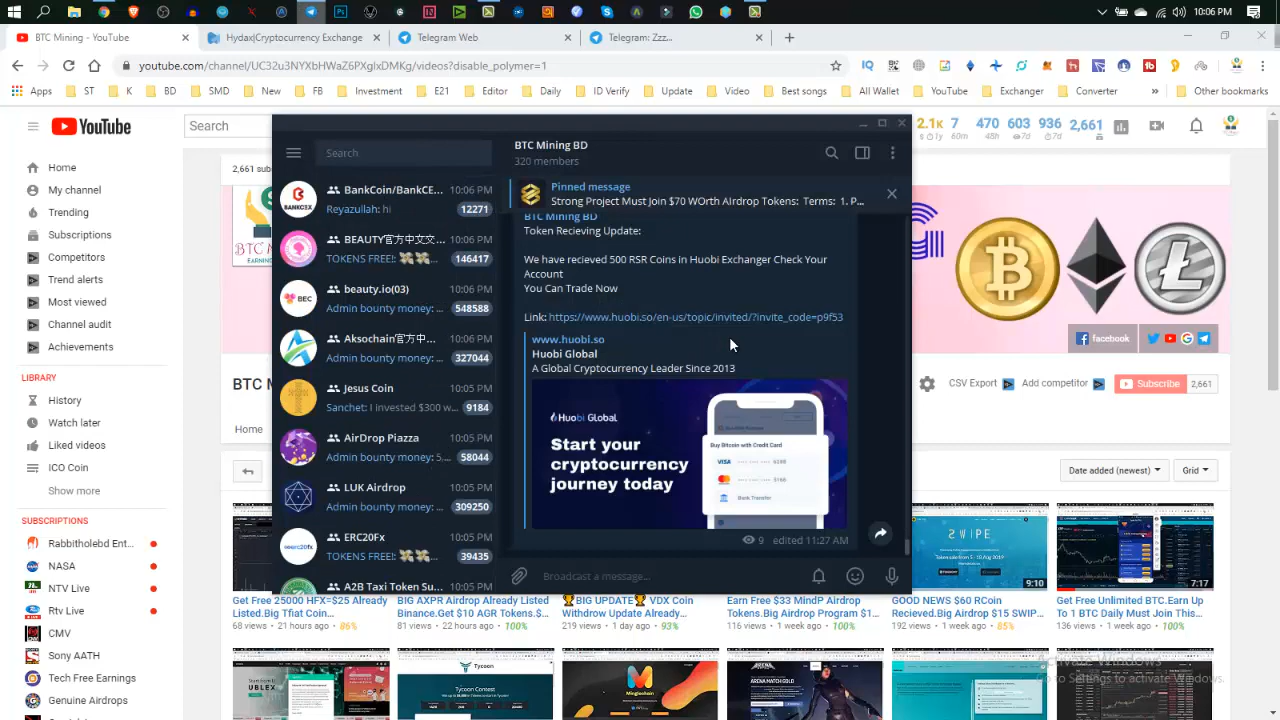 10:06 PM
BTC Mining - YouTube
Hydax|Cryptocurrency Exchange
Telegram Web
Telegram: Zzz...
youtube.com/channel/UC32u3NYXbHWaZ6PXglxDMKg/videos?disable_polymer=1
Apps
ST
K
BD
SMD
New
FB
Investment
E21
Editor
Daily
ID Verify
Update
Video
Best songs
All Wallet
YouTube
Exchanger
Converter
»
Other bookmarks
YouTube
Search
2.1K 7 470 603 936 2,661
1y 60m 48h 7d 7d
Home
My channel
Trending
Subscriptions
Competitors
Trend alerts
Most viewed
Channel audit
Achievements
LIBRARY
History
Watch later
Liked videos
ICO Coin
Show more
SUBSCRIPTIONS
Rabbitholebd Ent...
NASA
NTV Live
Rtv Live
CMV
Sony AATH
Tech Free Earnings
Genuine Airdrops
2,661 sub
BTC M
EARNING
BTC M
Home
Search
BankCoin/BankCE... 10:06 PM
Reyazullah: hi 12271
BEAUTY官方中文交... 10:06 PM
TOKENS FREE!: 146417
beauty.io(03) 10:06 PM
Admin bounty money: ... 548588
Aksochain官方中... 10:06 PM
Admin bounty money: ... 327044
Jesus Coin 10:05 PM
Sanchet: I invested $300 w... 9184
AirDrop Piazza 10:05 PM
Admin bounty money: 5,... 58044
LUK Airdrop 10:05 PM
Admin bounty money: ... 309250
10:05 PM
TOKENS FREE!: 39435
A2B Taxi Token Su... 10:05 PM
BTC Mining BD
320 members
Pinned message
Strong Project Must Join $70 WOrth Airdrop Tokens: Terms: 1. P...
BTC Mining BD
Token Recieving Update:
We have recieved 500 RSR Coins in Huobi Exchanger Check Your
Account
You Can Trade Now
Link: https://www.huobi.so/en-us/topic/invited/?invite_code=p9f53
www.huobi.so
Huobi Global
A Global Cryptocurrency Leader Since 2013
Huobi Global
Start your
cryptocurrency
journey today
Buy Bitcoin with Credit Card
VISA
Bank Transfer
9 edited 11:27 AM
Broadcast a message...
facebook
CSV Export
Add competitor
Subscribe 2,661
Date added (newest)
Grid
SWIPE
9:10
7:17
Get Free 25000 HFX=$25 Already
Listed.Big Tfiat Coin...
68 views • 21 hours ago • 86%
BIG AXPR Airdrop Already Listed
Binance.Get $10 AGR Tokens.$...
81 views • 22 hours ago • 100%
BIG UPDATE VOX Coin
Withdrow Already...
219 views • 1 day ago • 93%
Earn Free $33 MindP Airdrop
Tokens.Big Airdrop Program $1...
116 views • 1 week ago • 100%
GOOD NEWS $60 RCoin
Recieved.Big Airdrop $15 SWIP...
192 views • 1 week ago • 85%
Get Free Unlimited BTC.Earn Up
To 1 BTC Daily Must Join This...
136 views • 1 week ago • 100%
UBLEX
Tycoon
Tycoon Contest
Minglechain
Activate Windows
Go to Settings to activate Windows.